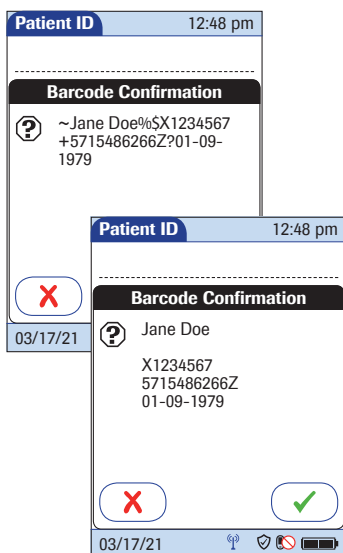 Patient ID
12:48 pm
Barcode Confirmation
~Jane Doe%$X1234567
+5715486266Z?01-09-
1979
03/17/21
Patient ID
12:48 pm
Barcode Confirmation
Jane Doe
X1234567
5715486266Z
01-09-1979
03/17/21